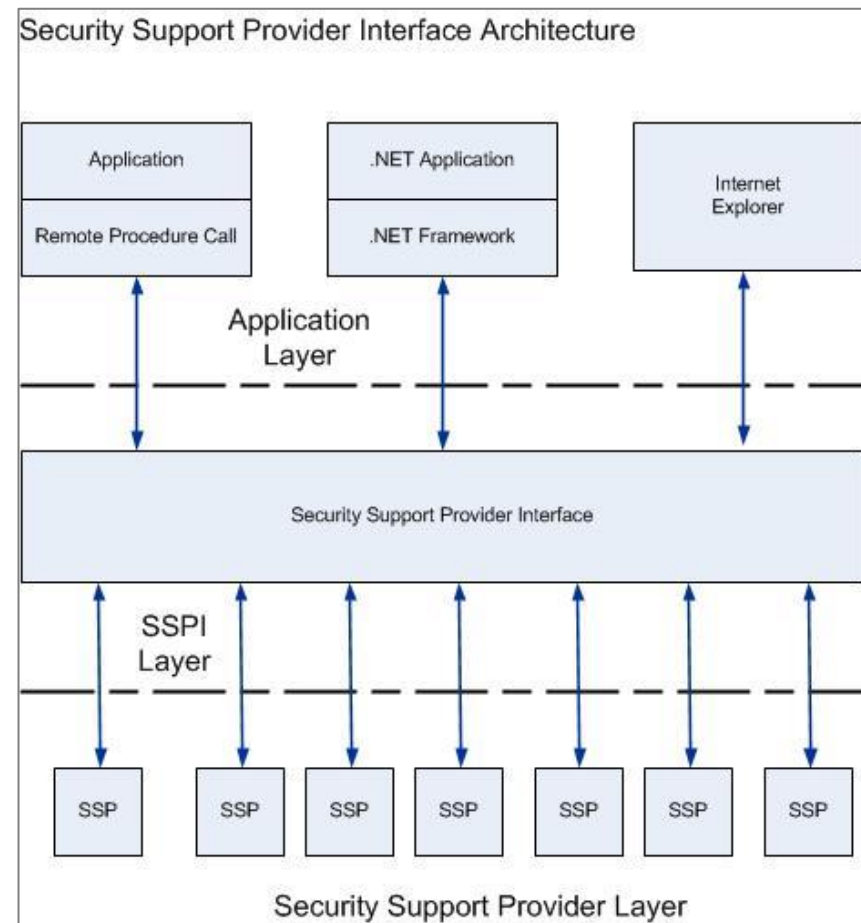 Security Support Provider Interface Architecture
Application
.NET Application
Internet
Explorer
Remote Procedure Call
.NET Framework
Application
Layer
Security Support Provider Interface
SSPI
Layer
SSP
SSP
SSP
SSP
SSP
SSP
SSP
Security Support Provider Layer